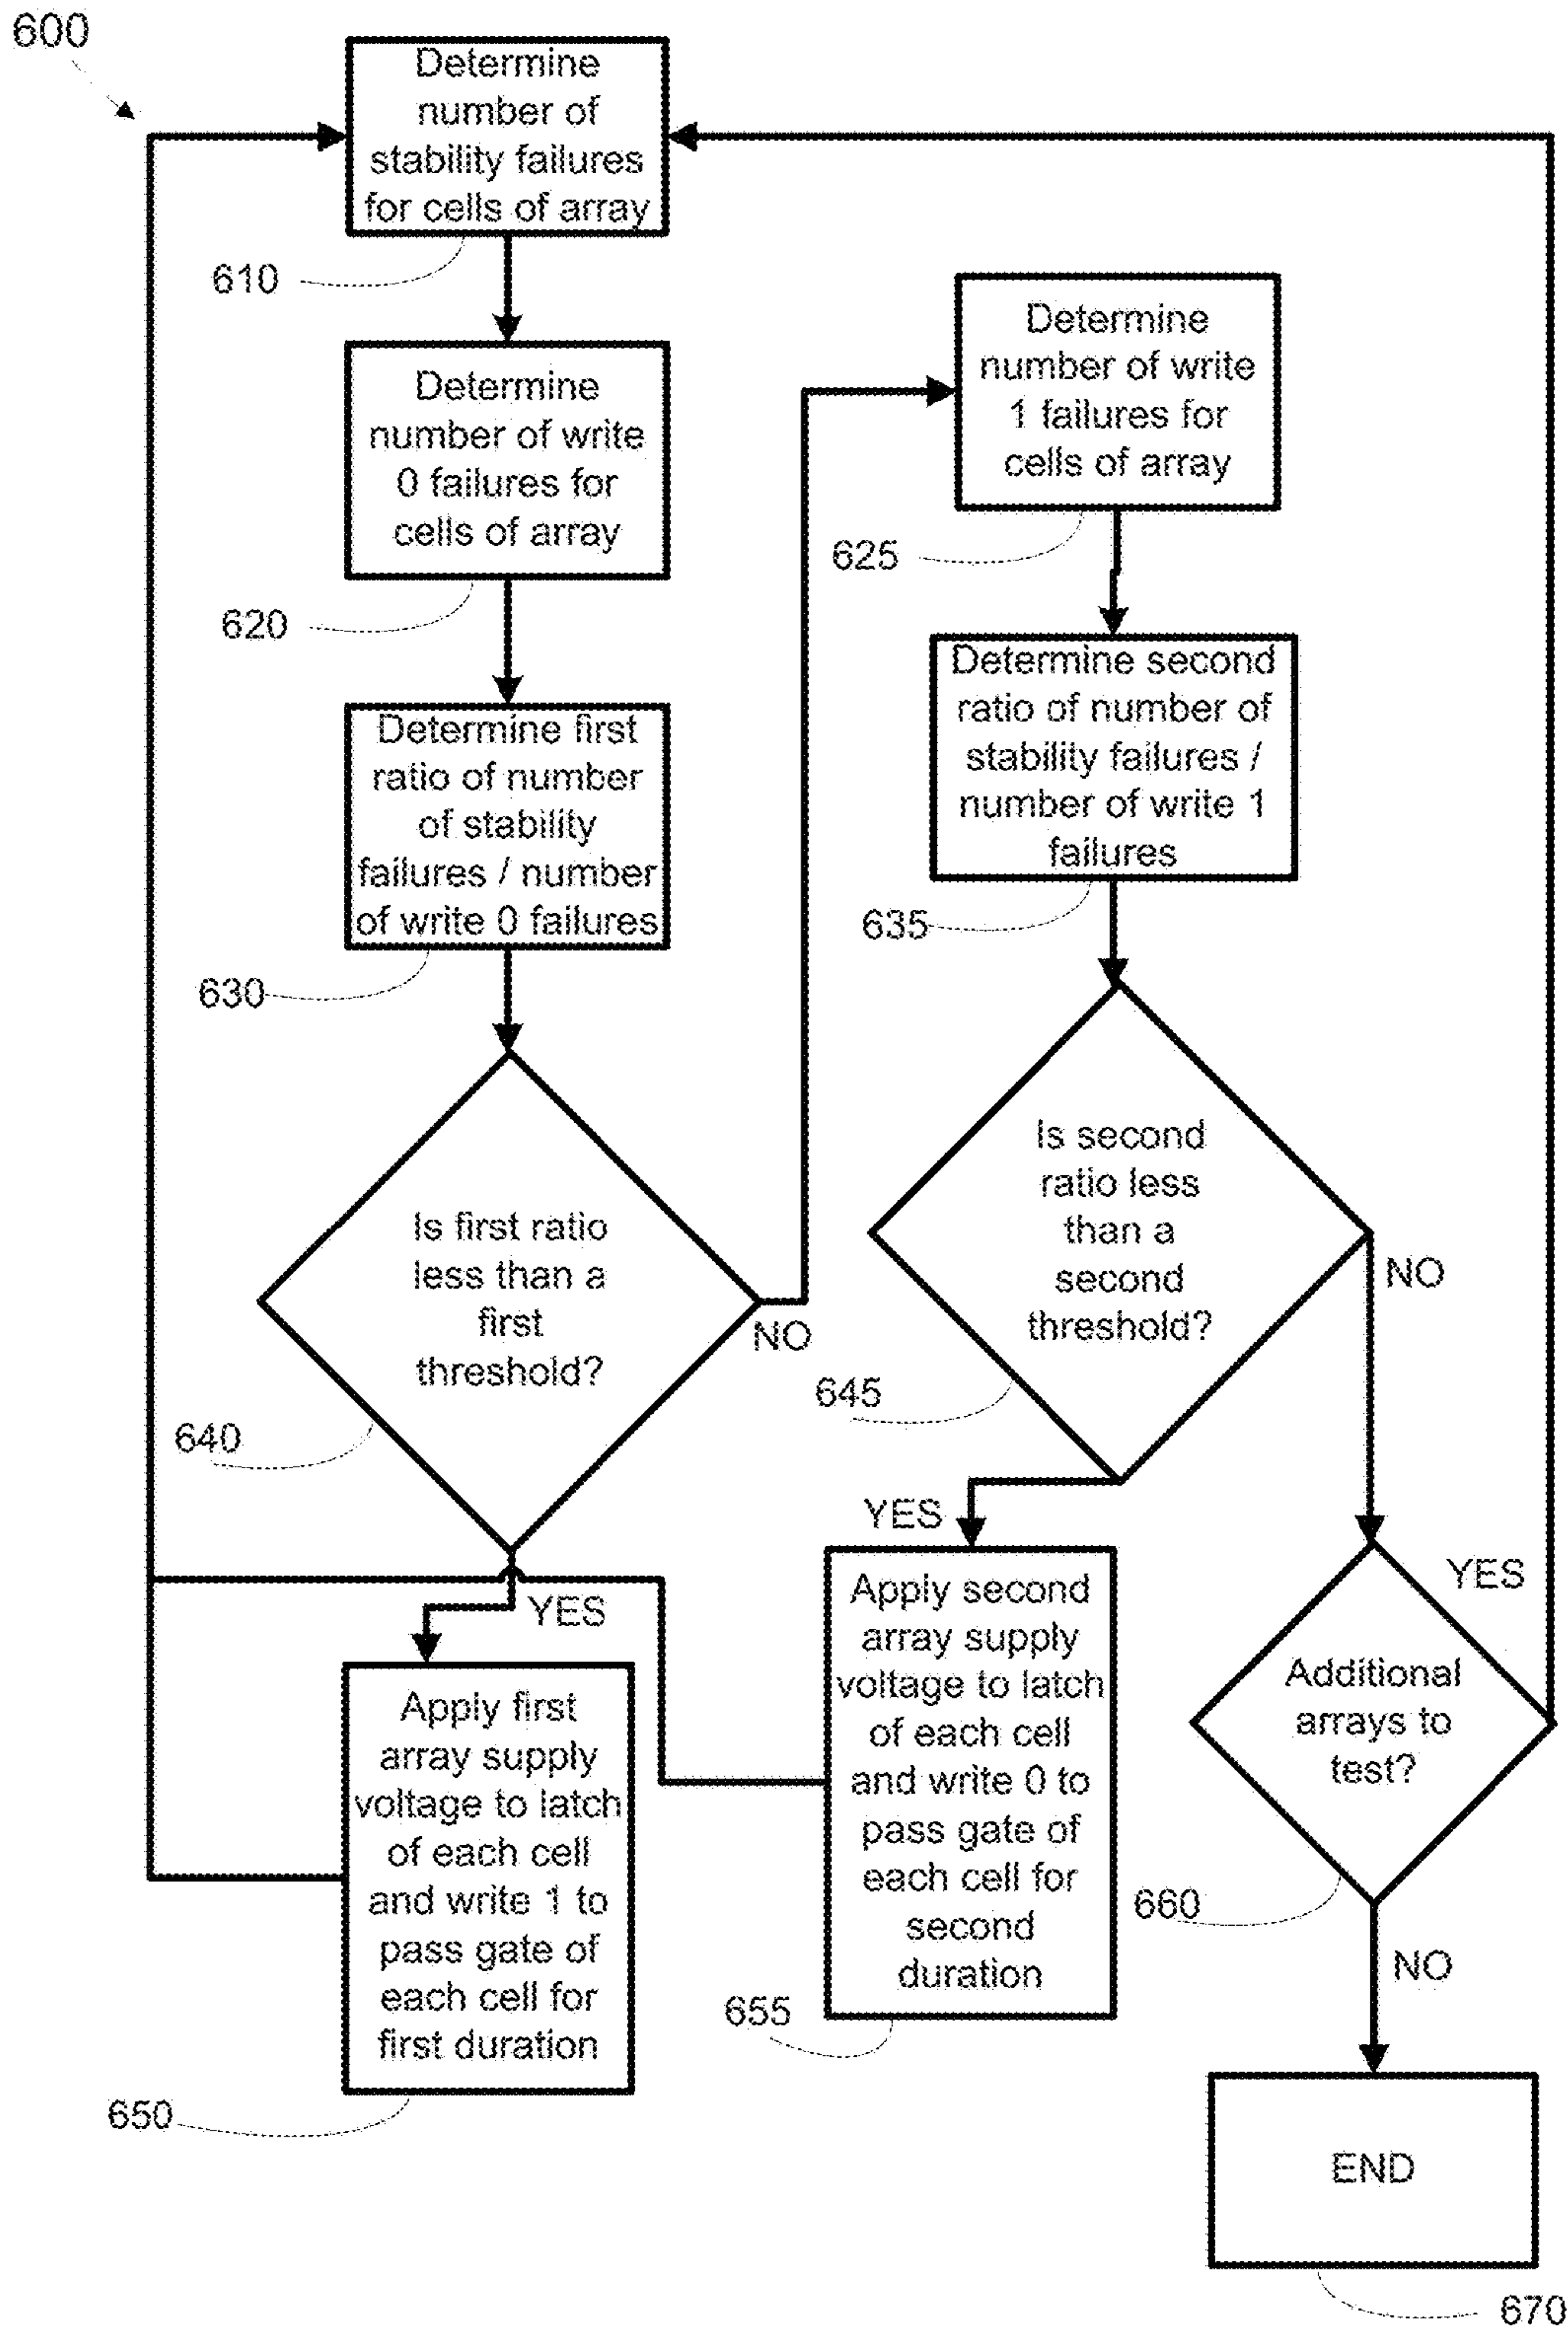 600
Determine
number of
stability failures
for cells of array
610
Determine
number of write
0 failures for
cells of array
620
Determine first
ratio of number
of stability
failures / number
of write 0 failures
630
Is first ratio
less than a
first
threshold?
NO
640
YES
Apply first
array supply
voltage to latch
of each cell
and write 1 to
pass gate of
each cell for
first duration
650
Determine
number of write
1 failures for
cells of array
625
Determine second
ratio of number of
stability failures /
number of write 1
failures
635
Is second
ratio less
than a
second
threshold?
NO
645
YES
Apply second
array supply
voltage to latch
of each cell
and write 0 to
pass gate of
each cell for
second
duration
655
YES
Additional
arrays to
test?
660
NO
END
670